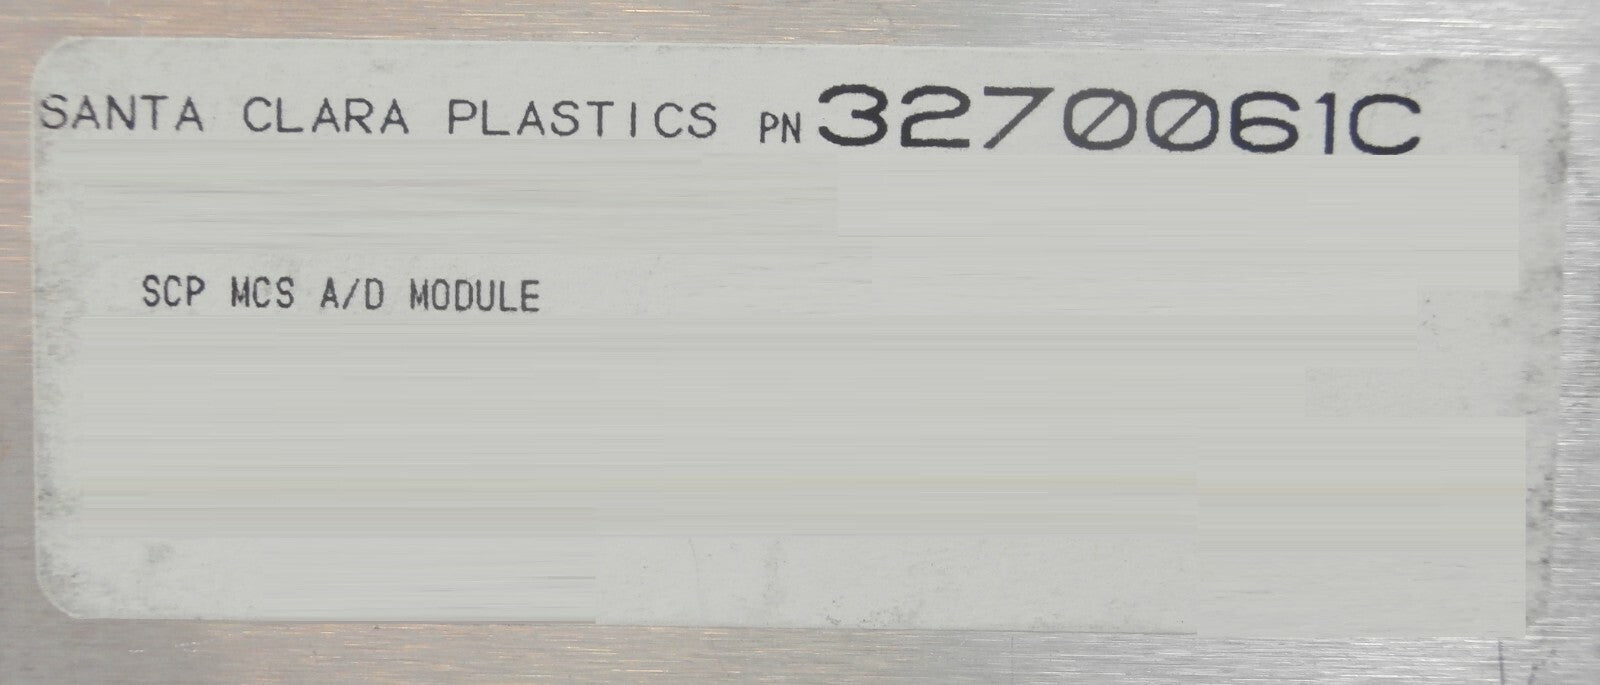 SANTA CLARA PLASTICS PN 3270061C
SCP MCS A/D MODULE